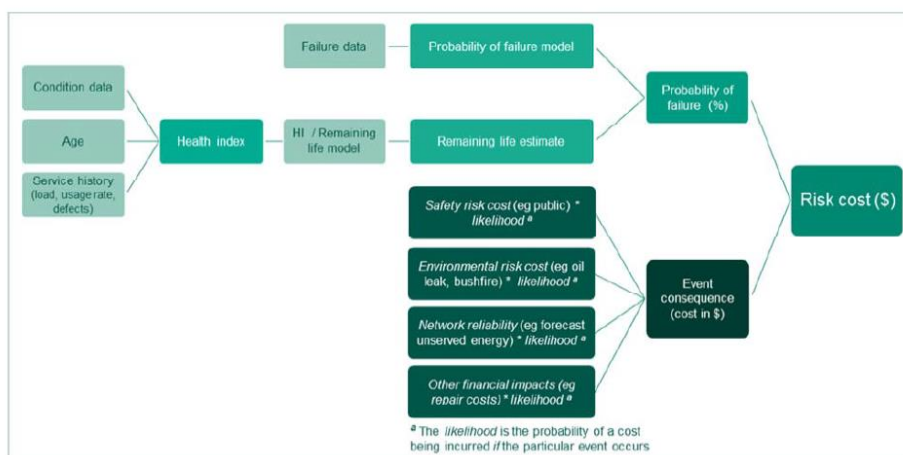 Failure data
Probability of failure model
Condition data
Probability of
failure (%)
Age
Health index
HI / Remaining
life model
Remaining life estimate
Service history
(load, usage rate,
defects)
Safety risk cost (eg public) *
likelihood ª
Risk cost ($)
Environmental risk cost (eg oil
leak, bushfire) * likelihood ª
Event
consequence
(cost in $)
Network reliability (eg forecast
unserved energy) * likelihood ª
Other financial impacts (eg
repair costs) * likelihood ª
ª The likelihood is the probability of a cost
being incurred if the particular event occurs